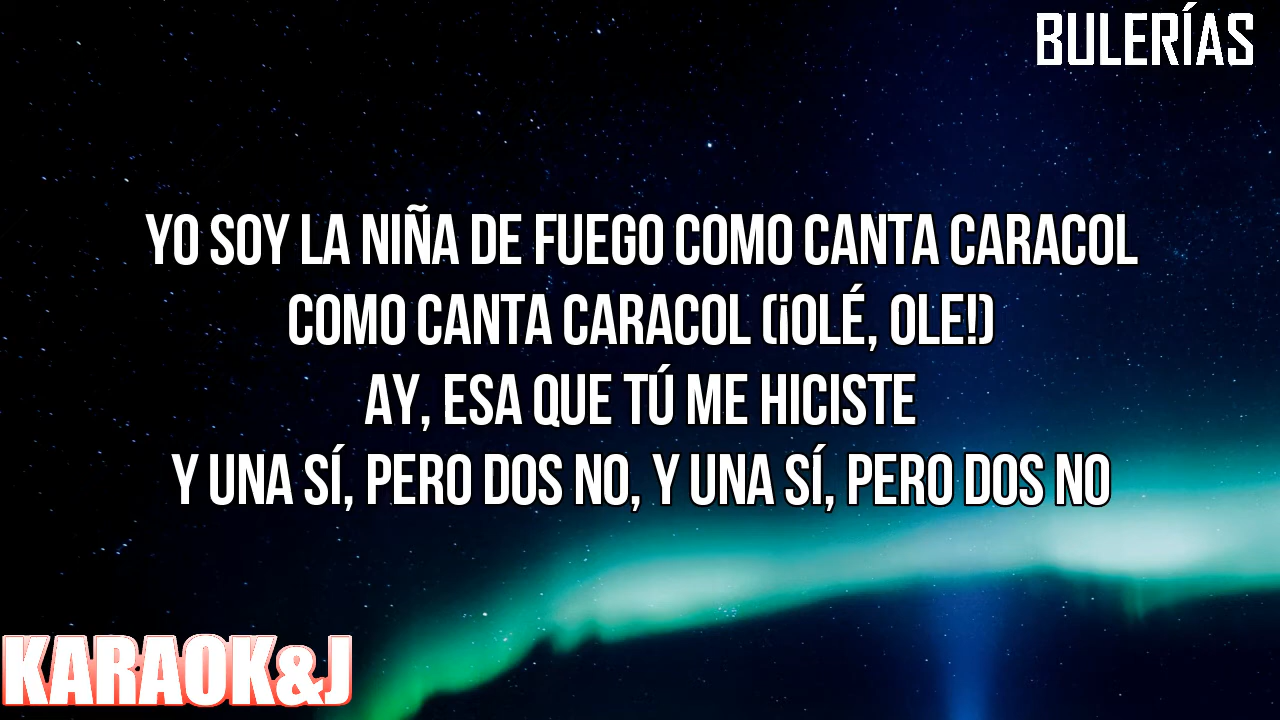 BULERÍAS
YO SOY LA NIÑA DE FUEGO COMO CANTA CARACOL
COMO CANTA CARACOL (¡OLÉ, OLE!)
AY, ESA QUE TÚ ME HICISTE
Y UNA SÍ, PERO DOS NO, Y UNA SÍ, PERO DOS NO
KARAOK&J